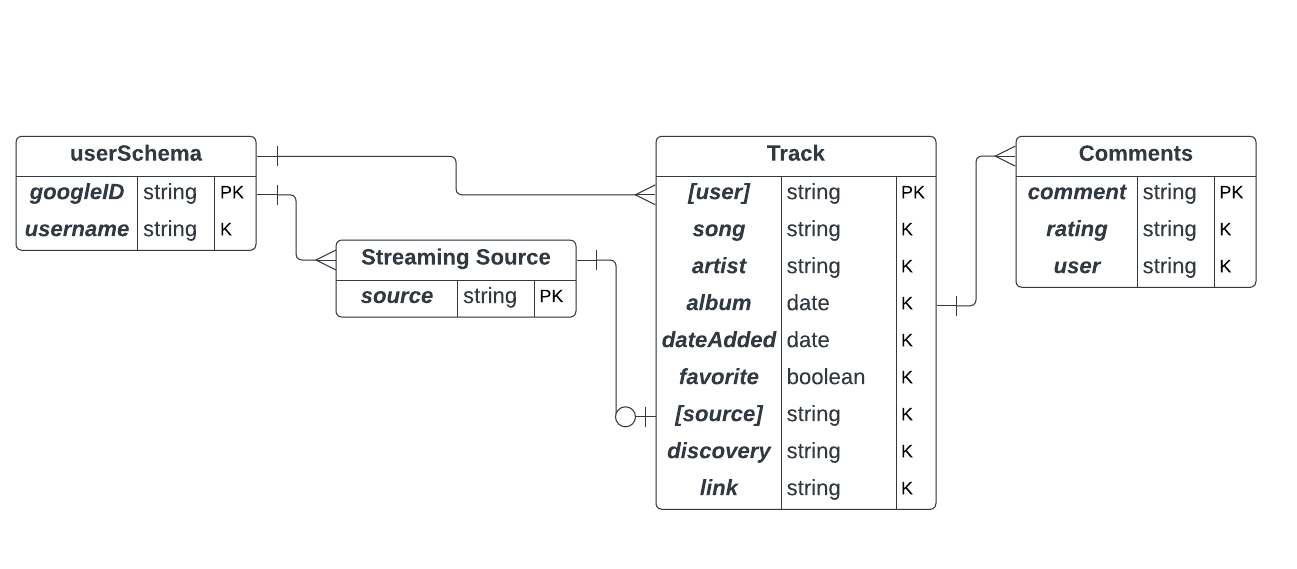 userSchema
googleID string PK
username string K
Streaming Source
source string PK
Track
[user] string PK
song string K
artist string K
album date K
dateAdded date K
favorite boolean K
[source] string K
discovery string K
link string K
Comments
comment string PK
rating string K
user string K